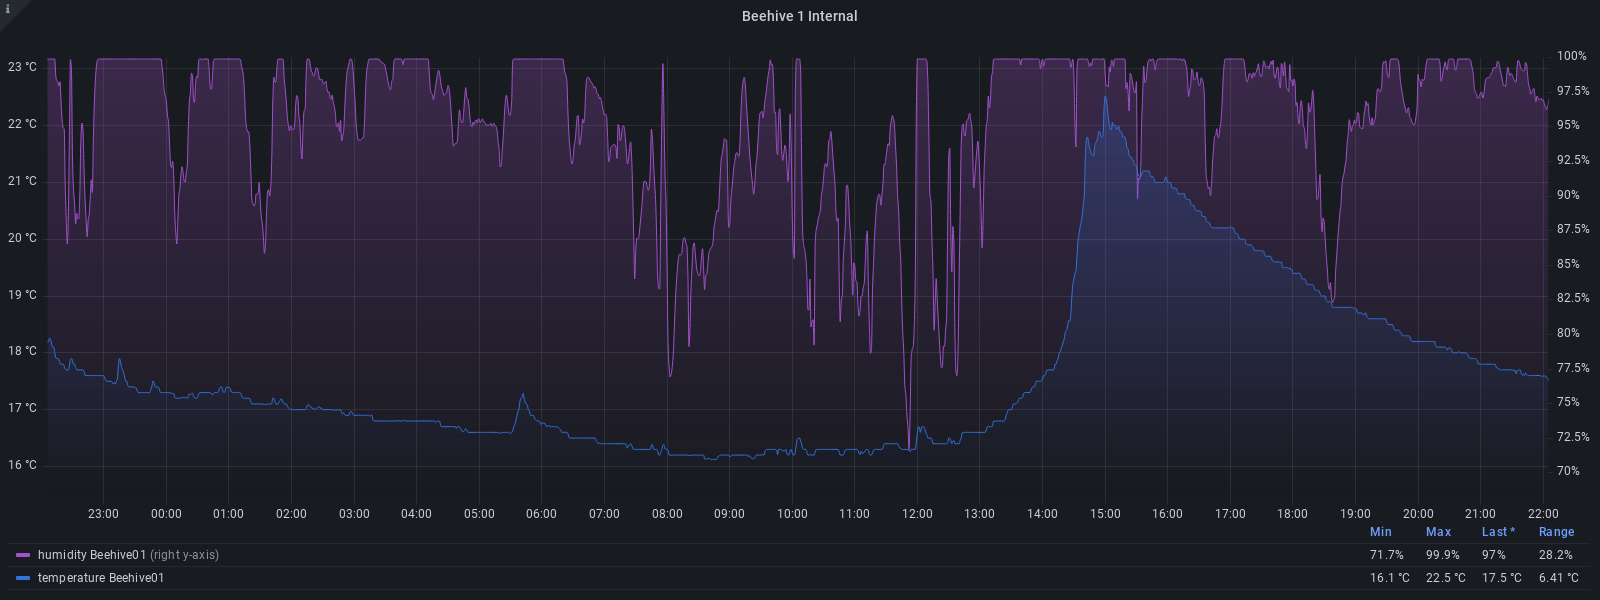 i
Beehive 1 Internal
23 °C
22 °C
21 °C
20 °C
19 °C
18 °C
17 °C
16 °C
100%
97.5%
95%
92.5%
90%
87.5%
85%
82.5%
80%
77.5%
75%
72.5%
70%
23:00 00:00 01:00 02:00 03:00 04:00 05:00 06:00 07:00 08:00 09:00 10:00 11:00 12:00 13:00 14:00 15:00 16:00 17:00 18:00 19:00 20:00 21:00 22:00
Min Max Last * Range
humidity Beehive01 (right y-axis) 71.7% 99.9% 97% 28.2%
temperature Beehive01 16.1 °C 22.5 °C 17.5 °C 6.41 °C